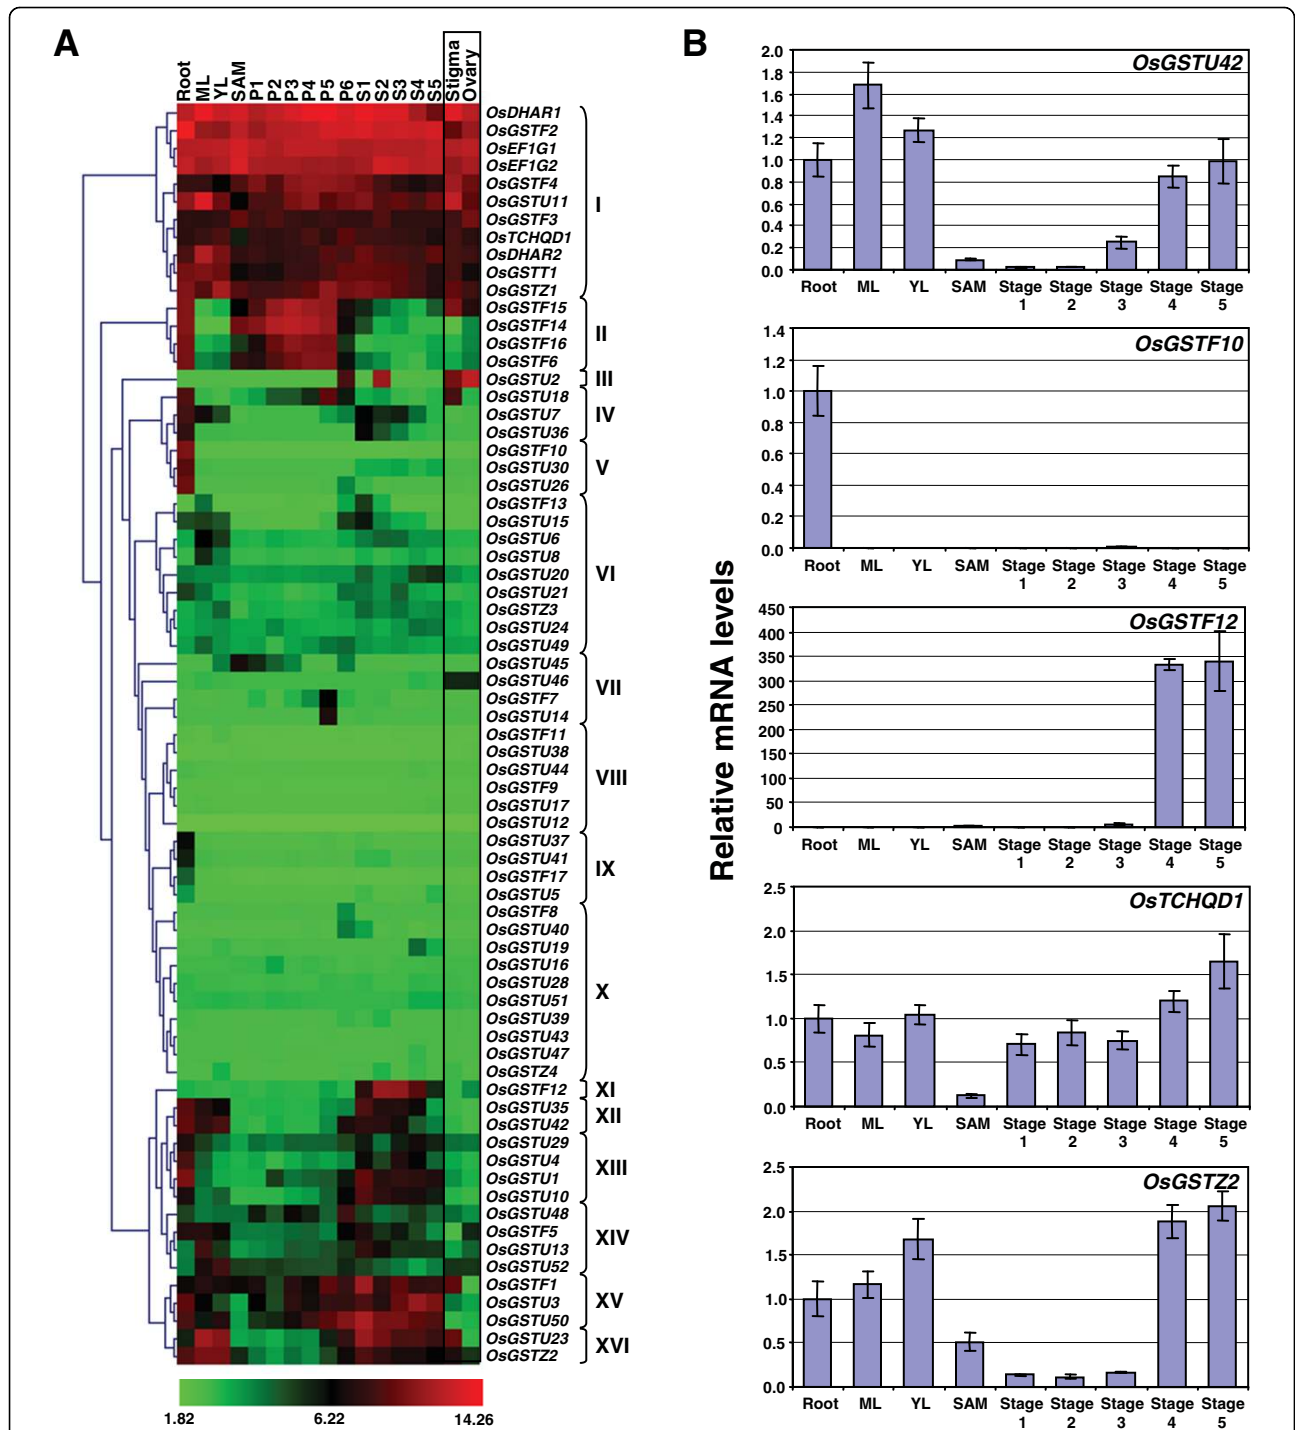 A
Root ML YL SAM P1 P2 P3 P4 P5 P6 S1 S2 S3 S4 S5 Stigma Ovary
OsDHAR1
OsGSTF2
OsEF1G1
OsEF1G2
OsGSTF4
OsGSTU11
OsGSTF3
OsTCHQD1
OsDHAR2
OsGSTT1
OsGSTZ1
I
OsGSTF15
OsGSTF14
OsGSTF16
OsGSTF6
II
OsGSTU2
III
OsGSTU18
OsGSTU7
OsGSTU36
IV
OsGSTF10
OsGSTU30
OsGSTU26
V
OsGSTF13
OsGSTU15
OsGSTU6
OsGSTU8
OsGSTU20
OsGSTU21
OsGSTZ3
OsGSTU24
OsGSTU49
VI
OsGSTU45
OsGSTU46
OsGSTF7
OsGSTU14
VII
OsGSTF11
OsGSTU38
OsGSTU44
OsGSTF9
OsGSTU17
OsGSTU12
VIII
OsGSTU37
OsGSTU41
OsGSTF17
OsGSTU5
IX
OsGSTF8
OsGSTU40
OsGSTU19
OsGSTU16
OsGSTU28
OsGSTU51
OsGSTU39
OsGSTU43
OsGSTU47
OsGSTZ4
X
OsGSTF12
XI
OsGSTU35
OsGSTU42
XII
OsGSTU29
OsGSTU4
OsGSTU1
OsGSTU10
XIII
OsGSTU48
OsGSTF5
OsGSTU13
OsGSTU52
XIV
OsGSTF1
OsGSTU3
OsGSTU50
XV
OsGSTU23
OsGSTZ2
XVI
1.82 6.22 14.26
B
Relative mRNA levels
OsGSTU42
2.0
1.8
1.6
1.4
1.2
1.0
0.8
0.6
0.4
0.2
0.0
Root ML YL SAM Stage Stage Stage Stage Stage
1 2 3 4 5
OsGSTF10
1.4
1.2
1.0
0.8
0.6
0.4
0.2
0.0
Root ML YL SAM Stage Stage Stage Stage Stage
1 2 3 4 5
OsGSTF12
450
400
350
300
250
200
150
100
50
0
Root ML YL SAM Stage Stage Stage Stage Stage
1 2 3 4 5
OsTCHQD1
2.5
2.0
1.5
1.0
0.5
0.0
Root ML YL SAM Stage Stage Stage Stage Stage
1 2 3 4 5
OsGSTZ2
2.5
2.0
1.5
1.0
0.5
0.0
Root ML YL SAM Stage Stage Stage Stage Stage
1 2 3 4 5